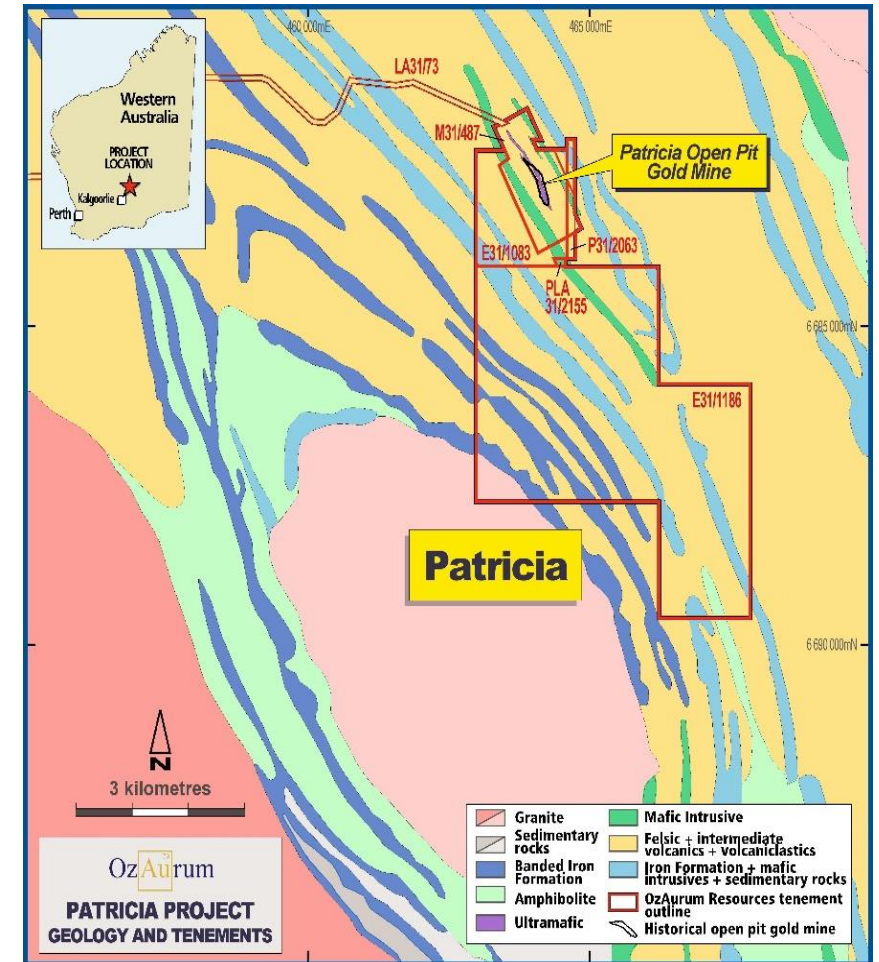 460 000mE
465 000mE
LA31/73
Western
Australia
PROJECT
LOCATION
Kalgoorlie
Perth
M31/487
Patricia Open Pit
Gold Mine
E31/1083
P31/2063
PLA
31/2155
6 695 000mN
E31/1186
Patricia
6 690 000mN
N
3 kilometres
OzAurum
PATRICIA PROJECT
GEOLOGY AND TENEMENTS
Granite
Sedimentary
rocks
Banded Iron
Formation
Amphibolite
Ultramafic
Mafic Intrusive
Felsic + intermediate
volcanics + volcaniclastics
Iron Formation + mafic
intrusives + sedimentary rocks
OzAurum Resources tenement
outline
Historical open pit gold mine